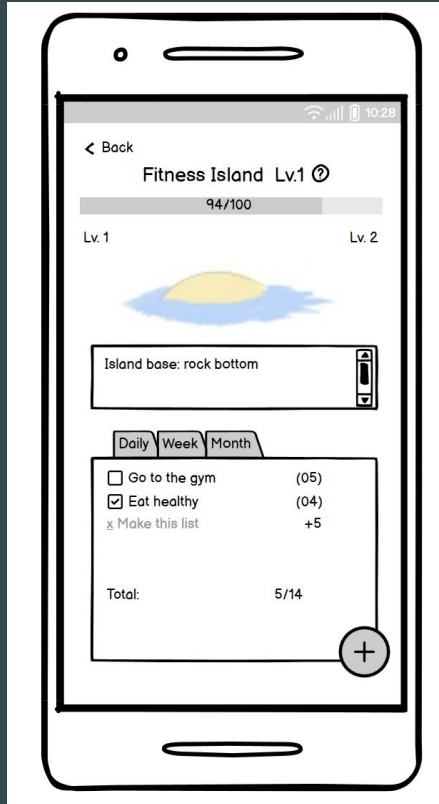 10:28
Back
Fitness Island Lv.1 ?
94/100
Lv. 1 Lv. 2
Island base: rock bottom
Daily Week Month
Go to the gym (05)
Eat healthy (04)
x Make this list +5
Total: 5/14
+